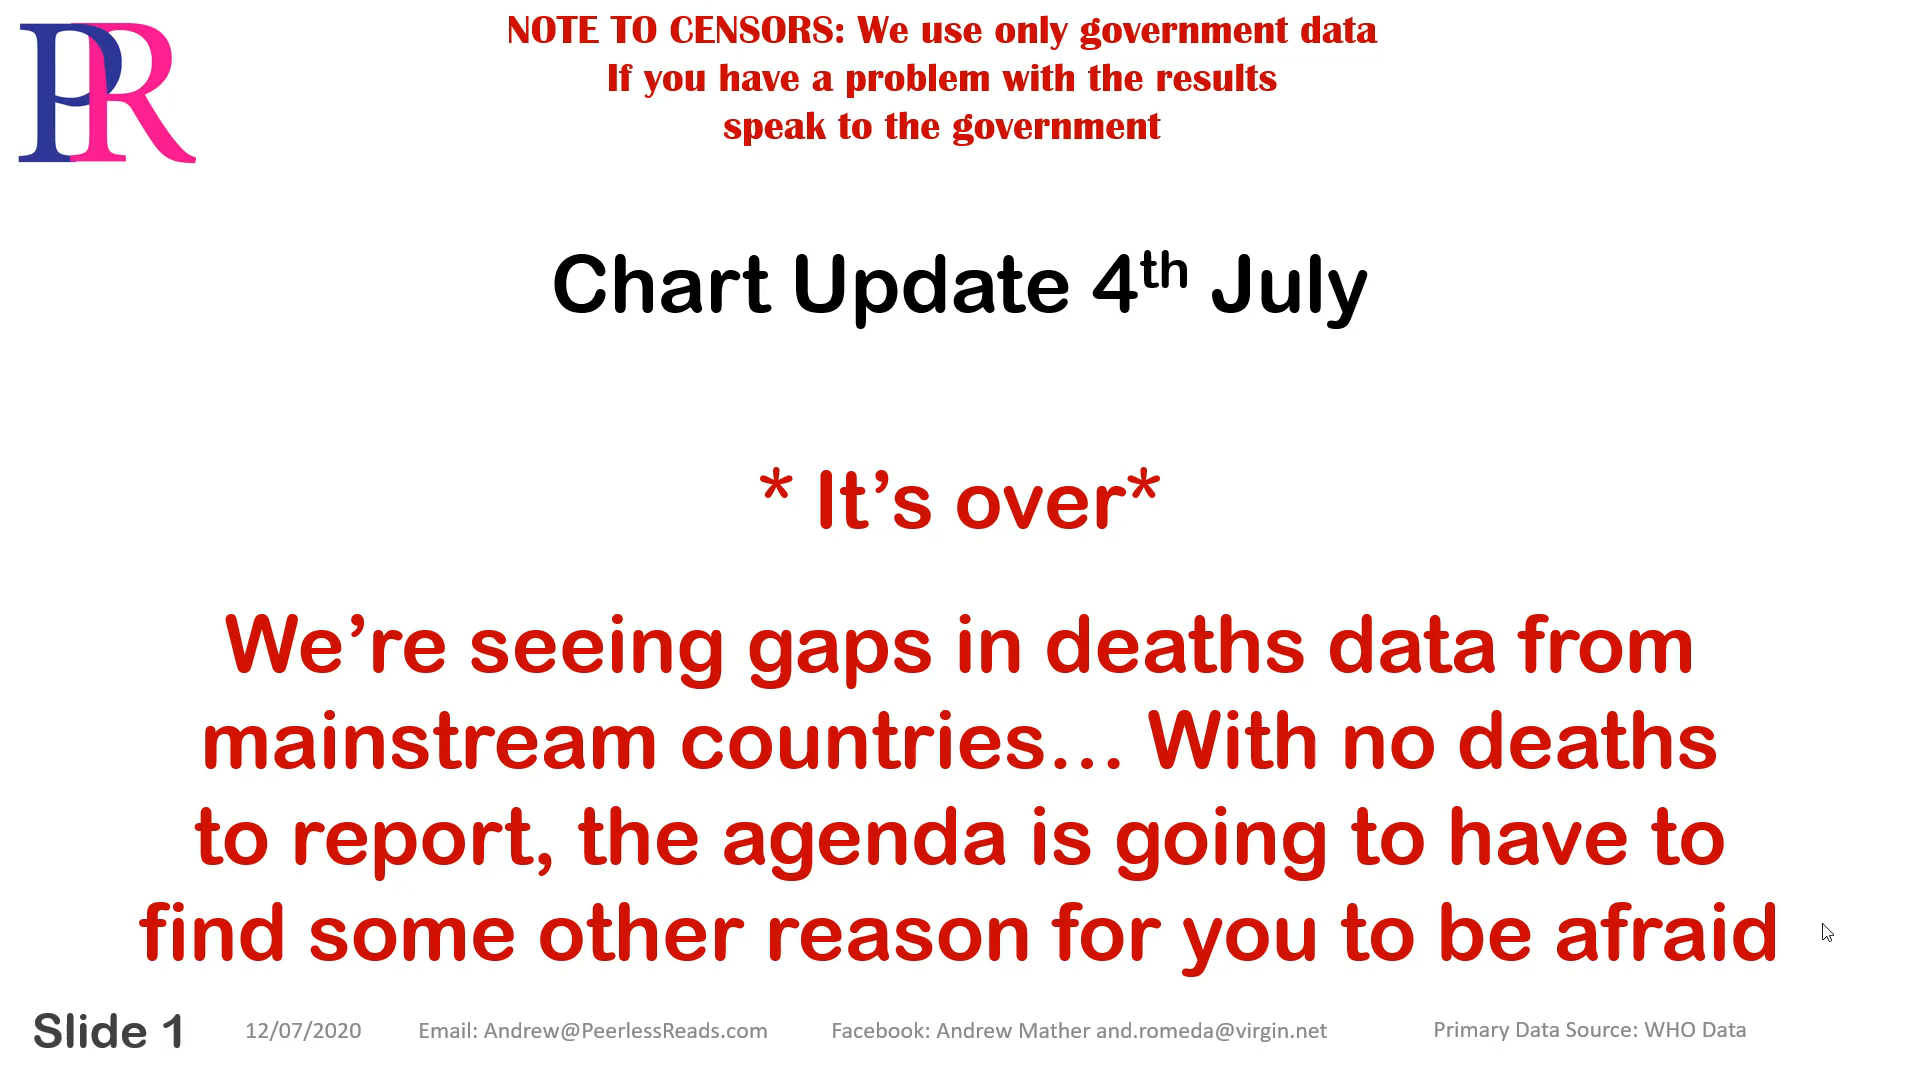 PR
NOTE TO CENSORS: We use only government data
If you have a problem with the results
speak to the government
Chart Update 4th July
* It’s over*
We’re seeing gaps in deaths data from
mainstream countries... With no deaths
to report, the agenda is going to have to
find some other reason for you to be afraid
Slide 1 12/07/2020 Email: Andrew@PeerlessReads.com Facebook: Andrew Mather and.romeda@virgin.net Primary Data Source: WHO Data